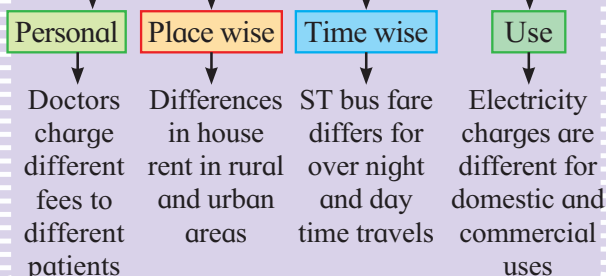 Personal
Doctors
charge
different
fees to
different
patients
Place wise
Differences
in house
rent in rural
and urban
areas
Time wise
ST bus fare
differs for
over night
and day
time travels
Use
Electricity
charges are
different for
domestic and
commercial
uses